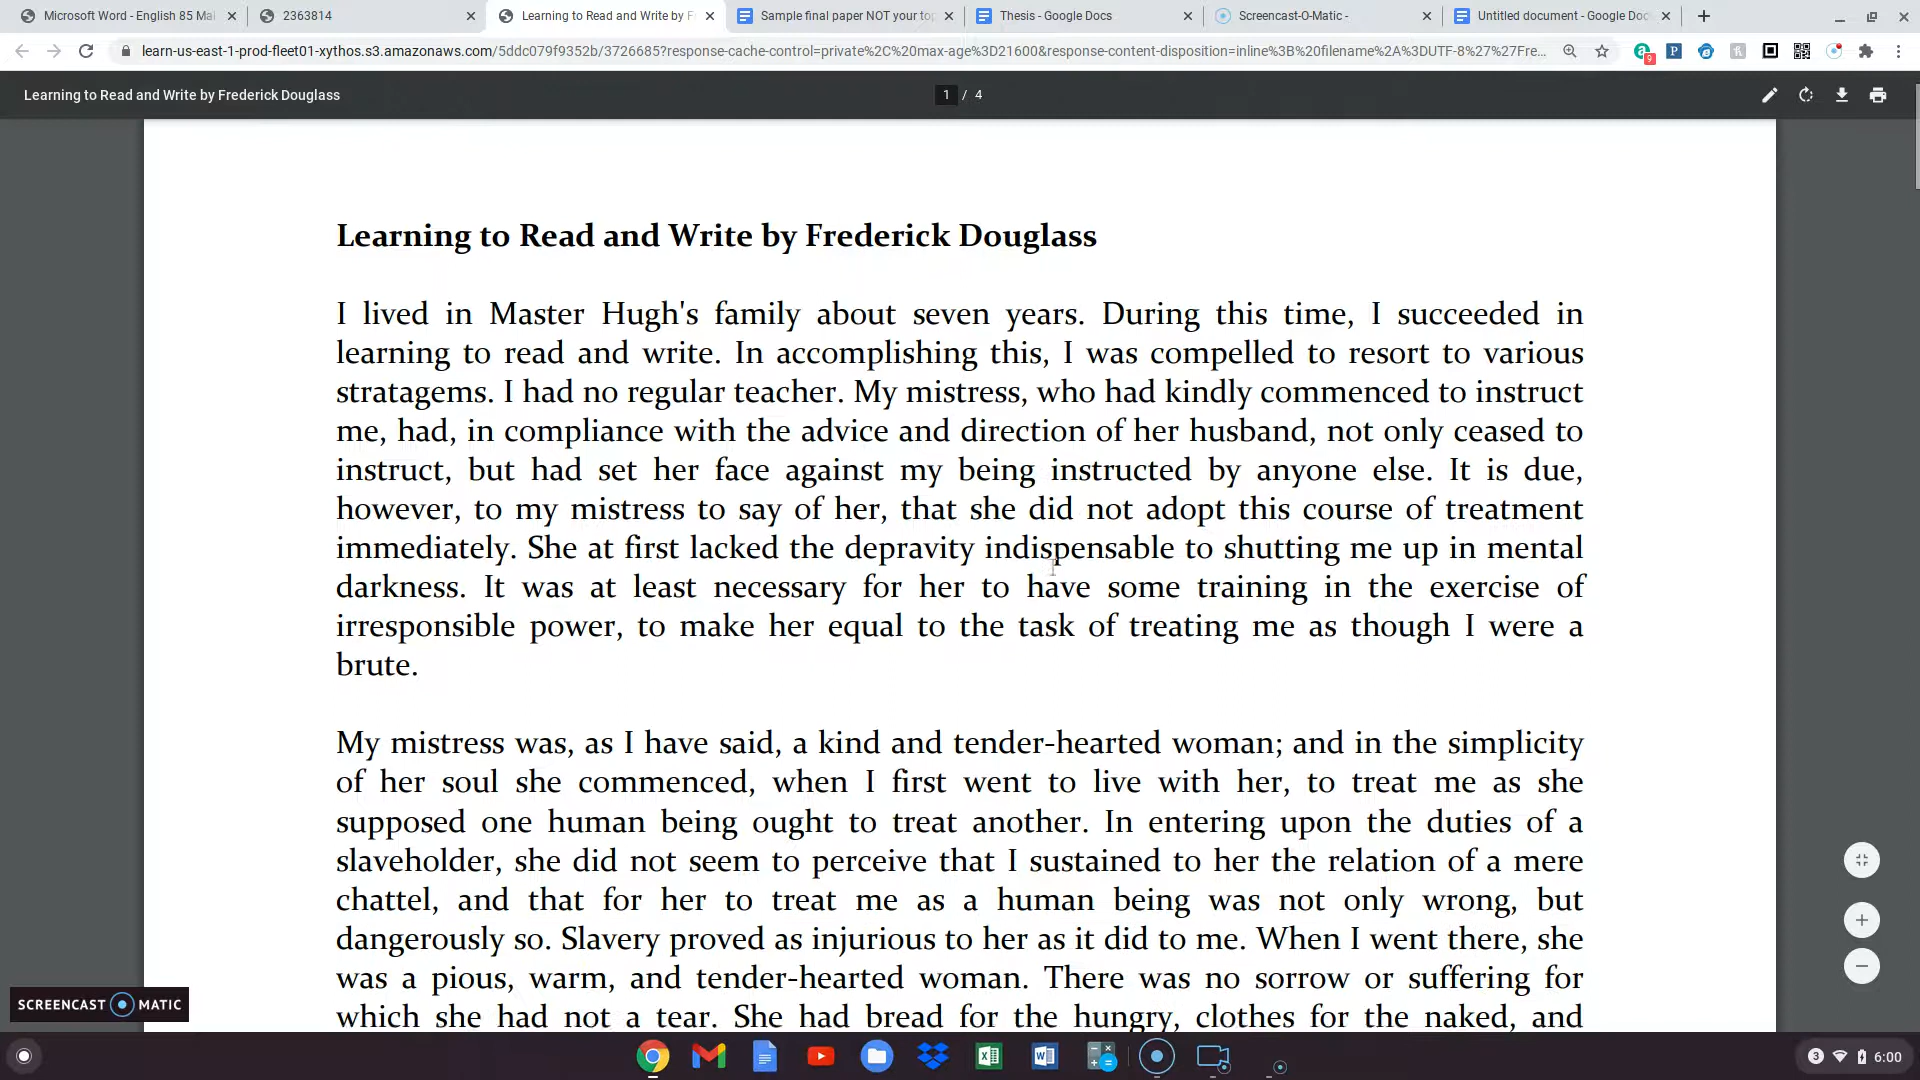 Microsoft Word - English 85 Mai
2363814
Learning to Read and Write by F
Sample final paper NOT your top
Thesis - Google Docs
Screencast-O-Matic -
Untitled document - Google Doc
learn-us-east-1-prod-fleet01-xythos.s3.amazonaws.com/5ddc079f9352b/3726685?response-cache-control=private%2C%20max-age%3D21600&response-content-disposition=inline%3B%20filename%2A%3DUTF-8%27%27Fre...
9
Learning to Read and Write by Frederick Douglass
1 / 4
Learning to Read and Write by Frederick Douglass
I lived in Master Hugh's family about seven years. During this time, I succeeded in
learning to read and write. In accomplishing this, I was compelled to resort to various
stratagems. I had no regular teacher. My mistress, who had kindly commenced to instruct
me, had, in compliance with the advice and direction of her husband, not only ceased to
instruct, but had set her face against my being instructed by anyone else. It is due,
however, to my mistress to say of her, that she did not adopt this course of treatment
immediately. She at first lacked the depravity indispensable to shutting me up in mental
darkness. It was at least necessary for her to have some training in the exercise of
irresponsible power, to make her equal to the task of treating me as though I were a
brute.
My mistress was, as I have said, a kind and tender-hearted woman; and in the simplicity
of her soul she commenced, when I first went to live with her, to treat me as she
supposed one human being ought to treat another. In entering upon the duties of a
slaveholder, she did not seem to perceive that I sustained to her the relation of a mere
chattel, and that for her to treat me as a human being was not only wrong, but
dangerously so. Slavery proved as injurious to her as it did to me. When I went there, she
was a pious, warm, and tender-hearted woman. There was no sorrow or suffering for
which she had not a tear. She had bread for the hungry, clothes for the naked, and
SCREENCAST MATIC
3 6:00